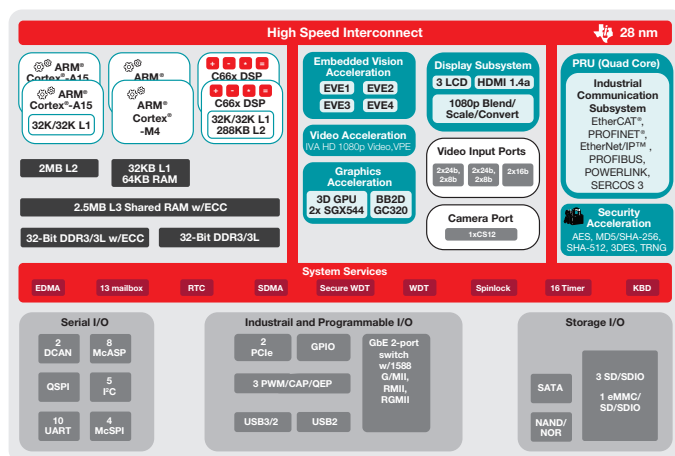 High Speed Interconnect
28 nm
ARM®
Cortex®-A15
ARM®
Cortex®-A15
32K/32K L1
ARM®
ARM®
Cortex®
-M4
+ - * =
C66x DSP
+ - * =
C66x DSP
32K/32K L1
288KB L2
2MB L2
32KB L1
64KB RAM
2.5MB L3 Shared RAM w/ECC
32-Bit DDR3/3L w/ECC
32-Bit DDR3/3L
Embedded Vision
Acceleration
EVE1
EVE2
EVE3
EVE4
Video Acceleration
IVA HD 1080p Video,VPE
Graphics
Acceleration
3D GPU
2x SGX544
BB2D
GC320
Display Subsystem
3 LCD
HDMI 1.4a
1080p Blend/
Scale/Convert
Video Input Ports
2x24b,
2x8b
2x24b,
2x8b
2x16b
Camera Port
1xCS12
PRU (Quad Core)
Industrial
Communication
Subsystem
EtherCAT®,
PROFINET®,
EtherNet/IP™,
PROFIBUS,
POWERLINK,
SERCOS 3
Security
Acceleration
AES, MD5/SHA-256,
SHA-512, 3DES, TRNG
System Services
EDMA
13 mailbox
RTC
SDMA
Secure WDT
WDT
Spinlock
16 Timer
KBD
Serial I/O
2
DCAN
8
McASP
QSPI
5
I²C
10
UART
4
McSPI
Industrail and Programmable I/O
2
PCIe
GPIO
3 PWM/CAP/QEP
USB3/2
USB2
GbE 2-port
switch
w/1588
G/MII,
RMII,
RGMII
Storage I/O
SATA
NAND/
NOR
3 SD/SDIO
1 eMMC/
SD/SDIO